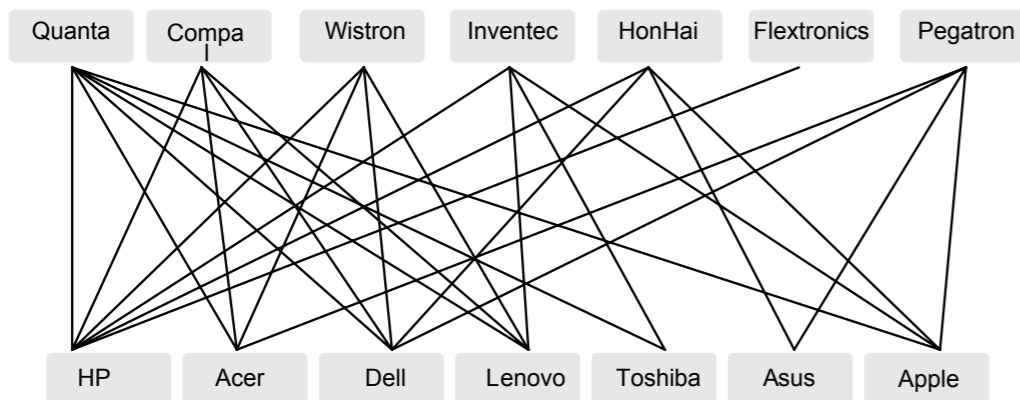 Quanta
Compa
l
Wistron
Inventec
HonHai
Flextronics
Pegatron
HP
Acer
Dell
Lenovo
Toshiba
Asus
Apple